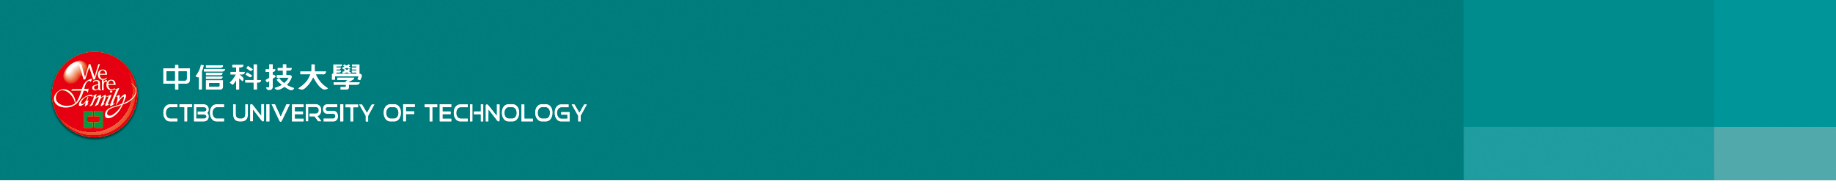 We
are
Family
中信科技大學
CTBC UNIVERSITY OF TECHNOLOGY